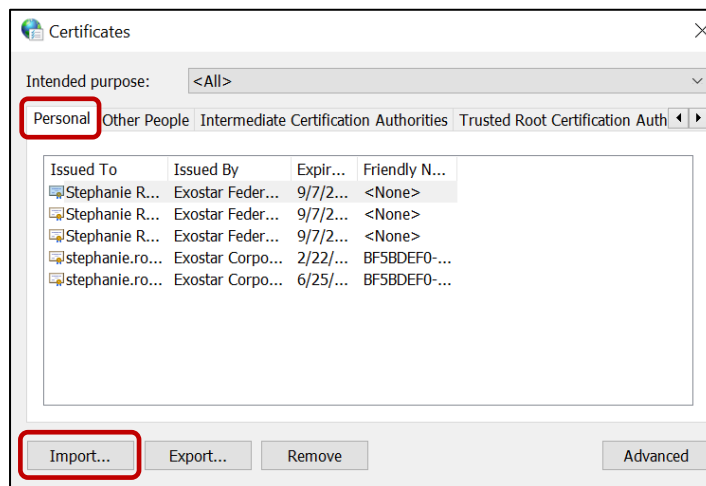 Certificates
Intended purpose: <All>
Personal Other People Intermediate Certification Authorities Trusted Root Certification Auth
Issued To Issued By Expir... Friendly N...
Stephanie R... Exostar Feder... 9/7/2... <None>
Stephanie R... Exostar Feder... 9/7/2... <None>
Stephanie R... Exostar Feder... 9/7/2... <None>
stephanie.ro... Exostar Corpo... 2/22/... BF5BDEF0-...
stephanie.ro... Exostar Corpo... 6/25/... BF5BDEF0-...
Import... Export... Remove Advanced